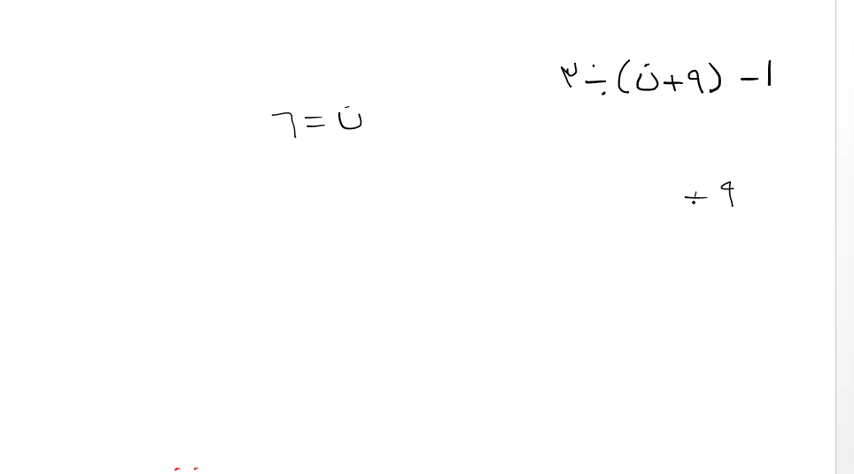 ١- (٩+ن) ÷ ٣
ن = ٦
٩ ÷